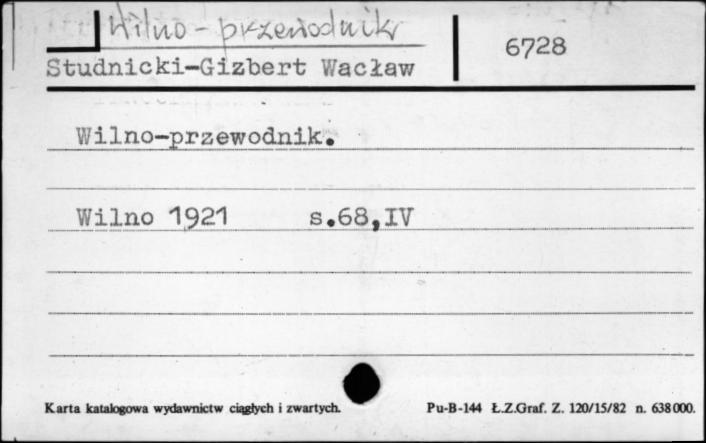 Wilno - przewodnik
Studnicki-Gizbert Wacław
6728
Wilno-przewodnik.
Wilno 1921 s.68,IV
Karta katalogowa wydawnictw ciągłych i zwartych. Pu-B-144 Ł.Z.Graf. Z. 120/15/82 n. 638000.